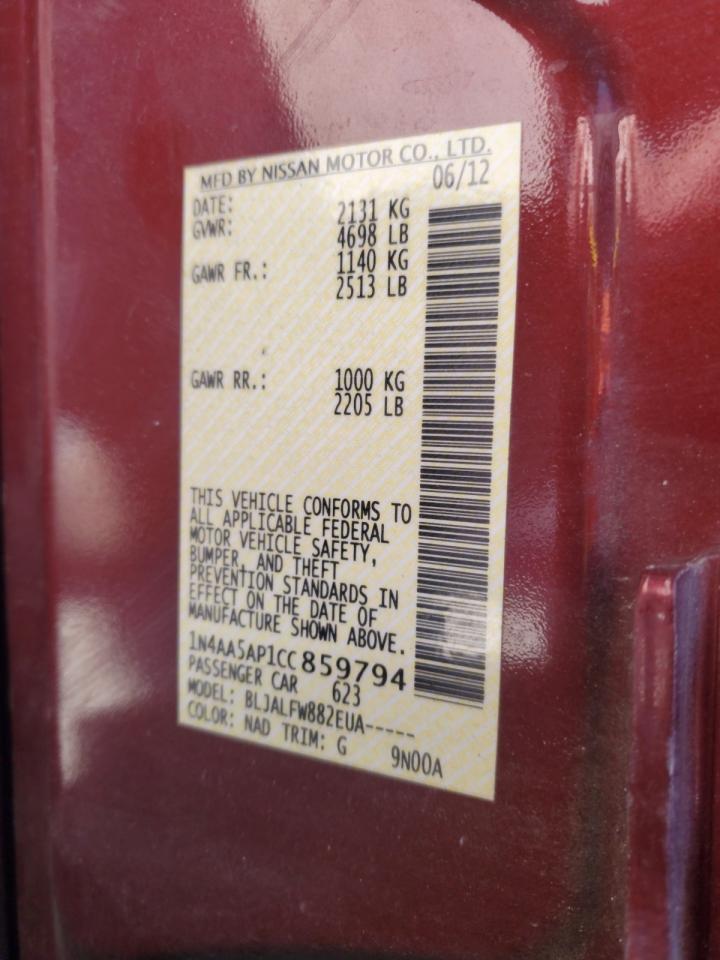 MFD BY NISSAN MOTOR CO., LTD.
DATE: 06/12
GVWR: 2131 KG
4698 LB
GAWR FR.: 1140 KG
2513 LB
GAWR RR.: 1000 KG
2205 LB
THIS VEHICLE CONFORMS TO
ALL APPLICABLE FEDERAL
MOTOR VEHICLE SAFETY,
BUMPER, AND THEFT
PREVENTION STANDARDS IN
EFFECT ON THE DATE OF
MANUFACTURE SHOWN ABOVE.
1N4AA5AP1CC859794
PASSENGER CAR 623
MODEL: BLJALFW882EUA-----
COLOR: NAD TRIM: G 9N00A